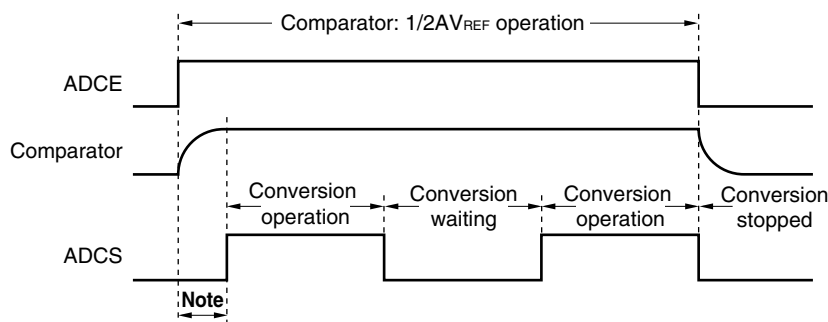 Comparator: 1/2AVREF operation
ADCE
Comparator
Conversion operation
Conversion waiting
Conversion operation
Conversion stopped
ADCS
Note